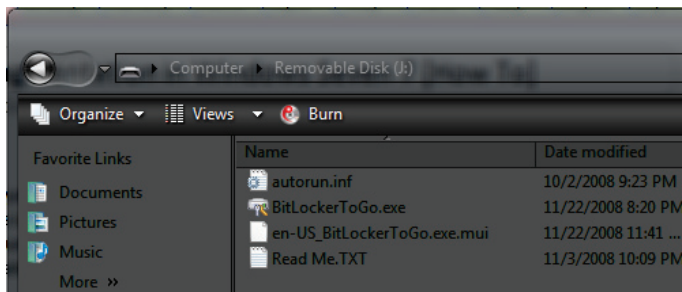 Computer Removable Disk (J:)
Organize Views Burn
Favorite Links
Documents
Pictures
Music
More »
Name Date modified
autorun.inf 10/2/2008 9:23 PM
BitLockerToGo.exe 11/22/2008 8:20 PM
en-US_BitLockerToGo.exe.mui 11/22/2008 11:41 ...
Read Me.TXT 11/3/2008 10:09 PM